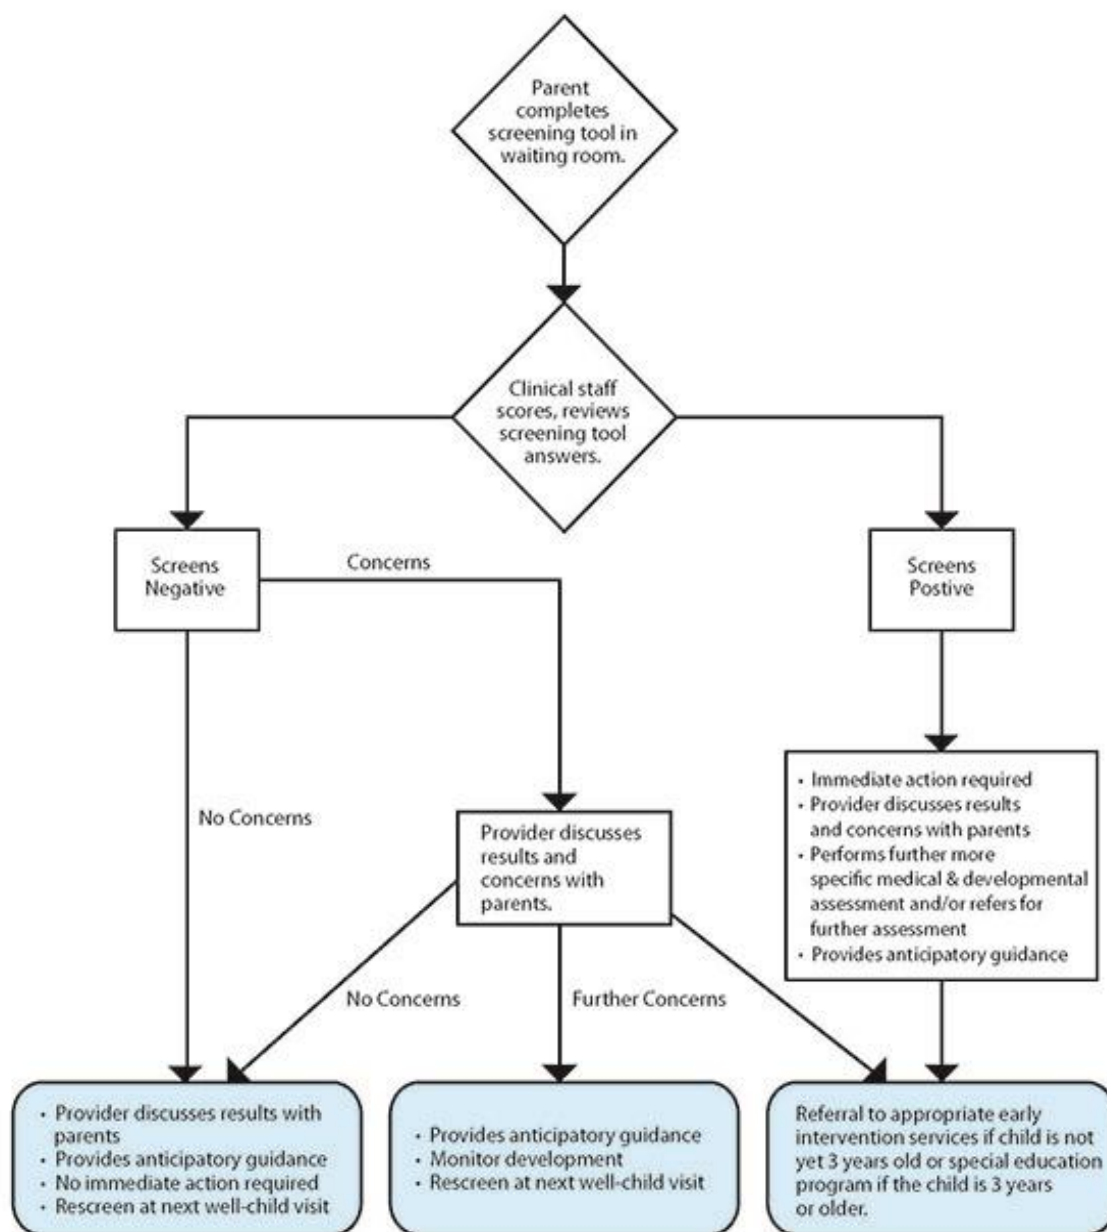 Parent
completes
screening tool in
waiting room.
Clinical staff
scores, reviews
screening tool
answers.
Screens
Negative
Concerns
Screens
Postive
No Concerns
Provider discusses
results and
concerns with
parents.
• Immediate action required
• Provider discusses results
and concerns with parents
• Performs further more
specific medical & developmental
assessment and/or refers for
further assessment
• Provides anticipatory guidance
No Concerns
Further Concerns
• Provider discusses results with
parents
• Provides anticipatory guidance
• No immediate action required
• Rescreen at next well-child visit
• Provides anticipatory guidance
• Monitor development
• Rescreen at next well-child visit
Referral to appropriate early
intervention services if child is not
yet 3 years old or special education
program if the child is 3 years
or older.